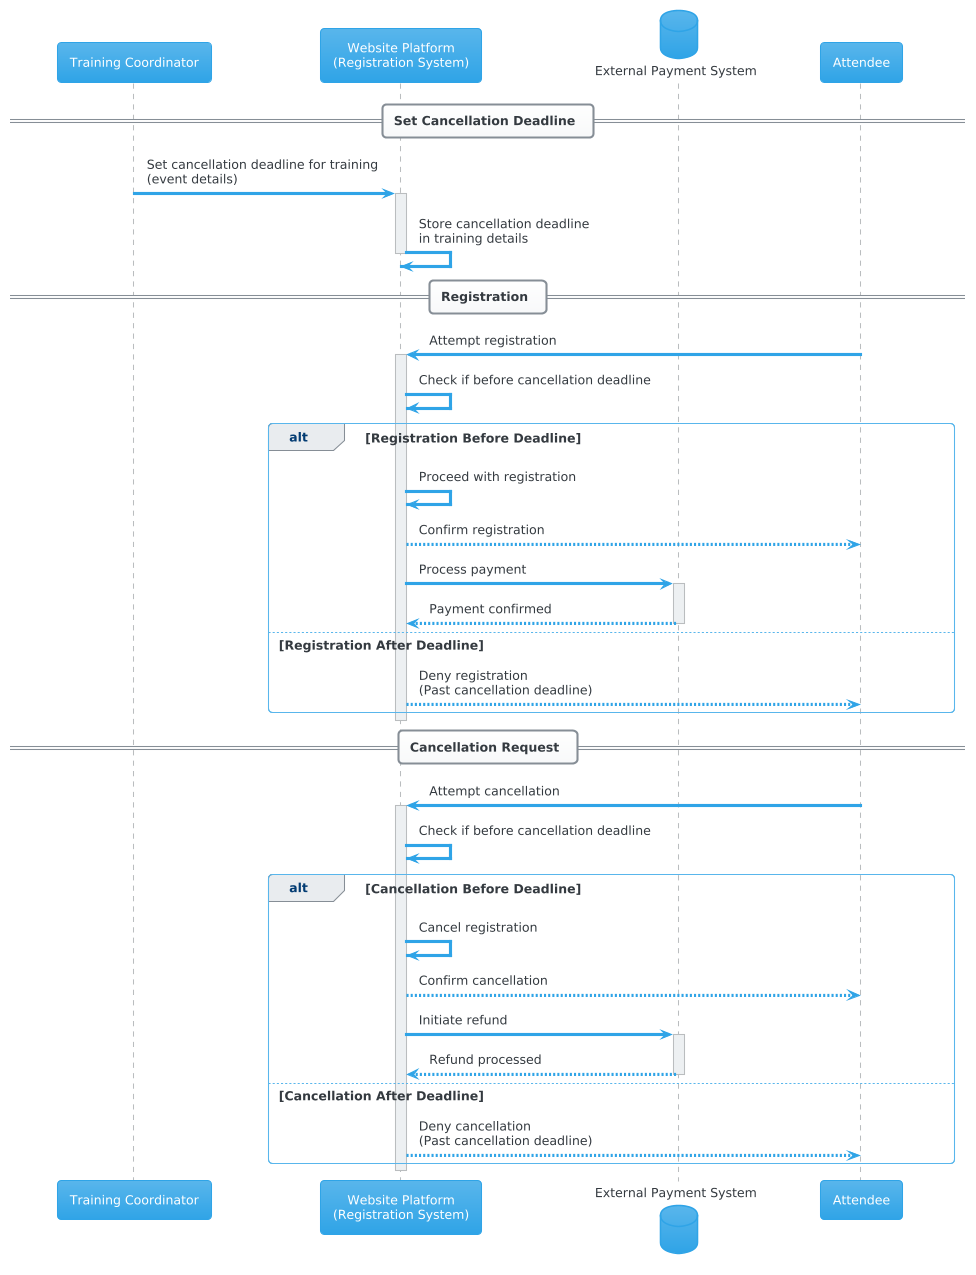 Training Coordinator
Website Platform
(Registration System)
External Payment System
Attendee
Set Cancellation Deadline
Set cancellation deadline for training
(event details)
Store cancellation deadline
in training details
Registration
Attempt registration
Check if before cancellation deadline
alt
[Registration Before Deadline]
Proceed with registration
Confirm registration
Process payment
Payment confirmed
[Registration After Deadline]
Deny registration
(Past cancellation deadline)
Cancellation Request
Attempt cancellation
Check if before cancellation deadline
alt
[Cancellation Before Deadline]
Cancel registration
Confirm cancellation
Initiate refund
Refund processed
[Cancellation After Deadline]
Deny cancellation
(Past cancellation deadline)
Training Coordinator
Website Platform
(Registration System)
External Payment System
Attendee